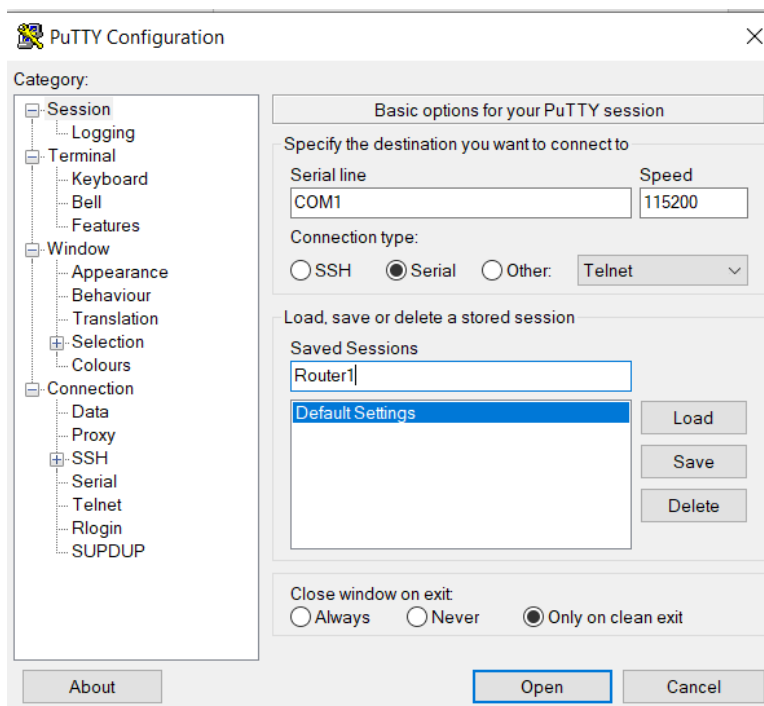 PuTTY Configuration
Category:
Session
Logging
Terminal
Keyboard
Bell
Features
Window
Appearance
Behaviour
Translation
Selection
Colours
Connection
Data
Proxy
SSH
Serial
Telnet
Rlogin
SUPDUP
Basic options for your PuTTY session
Specify the destination you want to connect to
Serial line Speed
COM1 115200
Connection type:
SSH Serial Other: Telnet
Load, save or delete a stored session
Saved Sessions
Router1
Default Settings
Load
Save
Delete
Close window on exit:
Always Never Only on clean exit
About Open Cancel